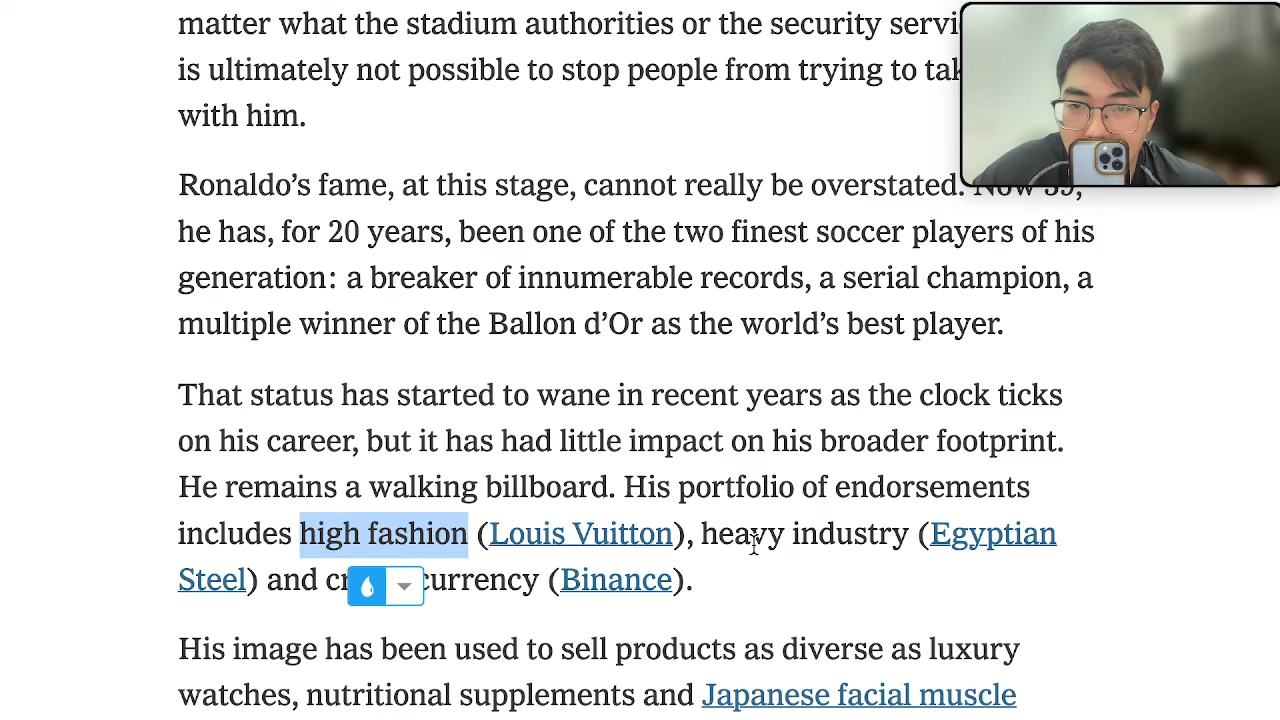 matter what the stadium authorities or the security
is ultimately not possible to stop people from trying to
with him.
Ronaldo’s fame, at this stage, cannot really be overstated. Now 39,
he has, for 20 years, been one of the two finest soccer players of his
generation: a breaker of innumerable records, a serial champion, a
multiple winner of the Ballon d’Or as the world’s best player.
That status has started to wane in recent years as the clock ticks
on his career, but it has had little impact on his broader footprint.
He remains a walking billboard. His portfolio of endorsements
includes high fashion (Louis Vuitton), heavy industry (Egyptian
Steel) and cr currency (Binance).
His image has been used to sell products as diverse as luxury
watches, nutritional supplements and Japanese facial muscle